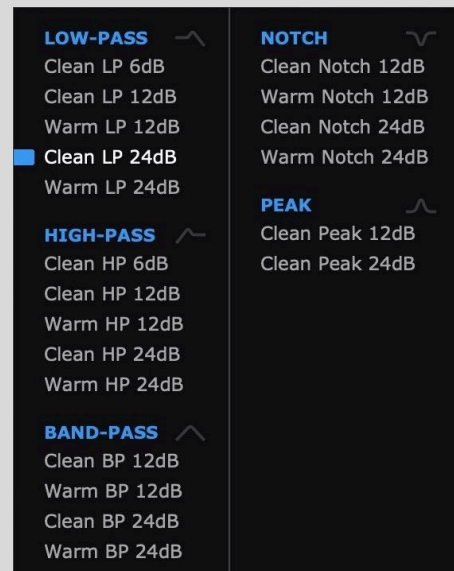 LOW-PASS
Clean LP 6dB
Clean LP 12dB
Warm LP 12dB
Clean LP 24dB
Warm LP 24dB
HIGH-PASS
Clean HP 6dB
Clean HP 12dB
Warm HP 12dB
Clean HP 24dB
Warm HP 24dB
BAND-PASS
Clean BP 12dB
Warm BP 12dB
Clean BP 24dB
Warm BP 24dB
NOTCH
Clean Notch 12dB
Warm Notch 12dB
Clean Notch 24dB
Warm Notch 24dB
PEAK
Clean Peak 12dB
Clean Peak 24dB